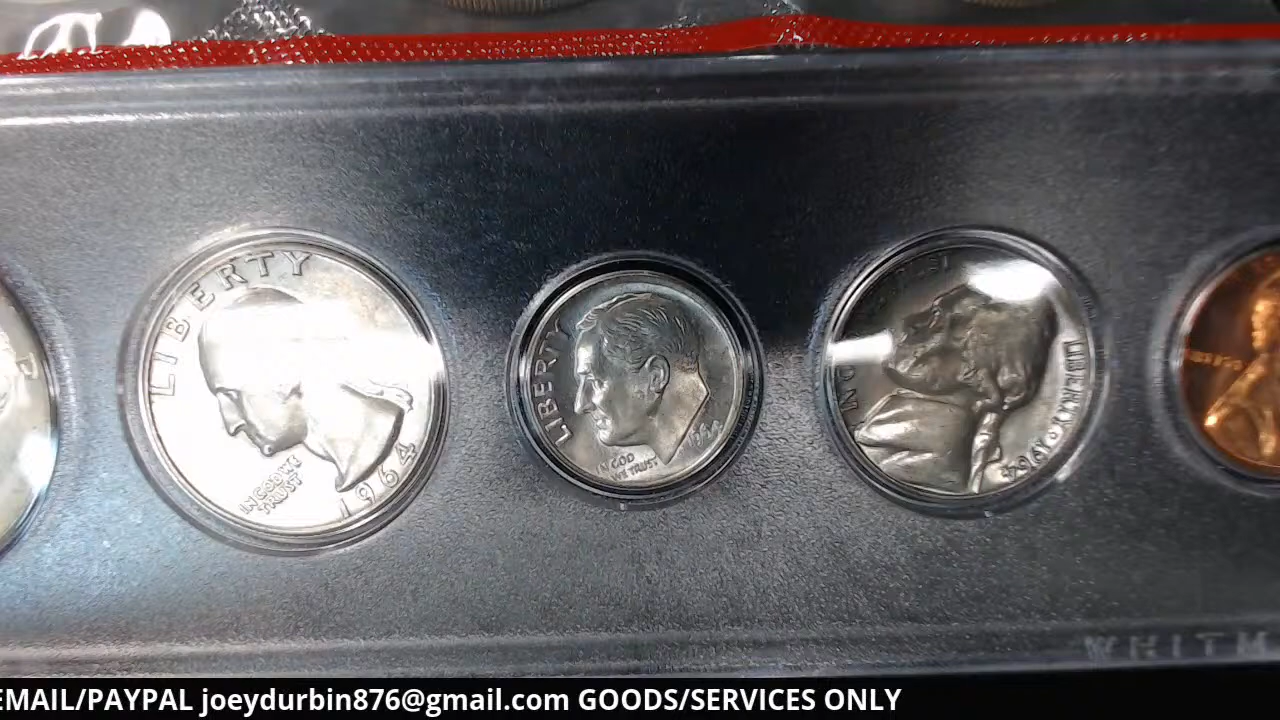 LIBERTY
IN GOD WE
TRUST
1964
LIBERTY
IN GOD
WE TRUST
1964
LIBERTY
1964
WHITM
EMAIL/PAYPAL joeydurbin876@gmail.com GOODS/SERVICES ONLY